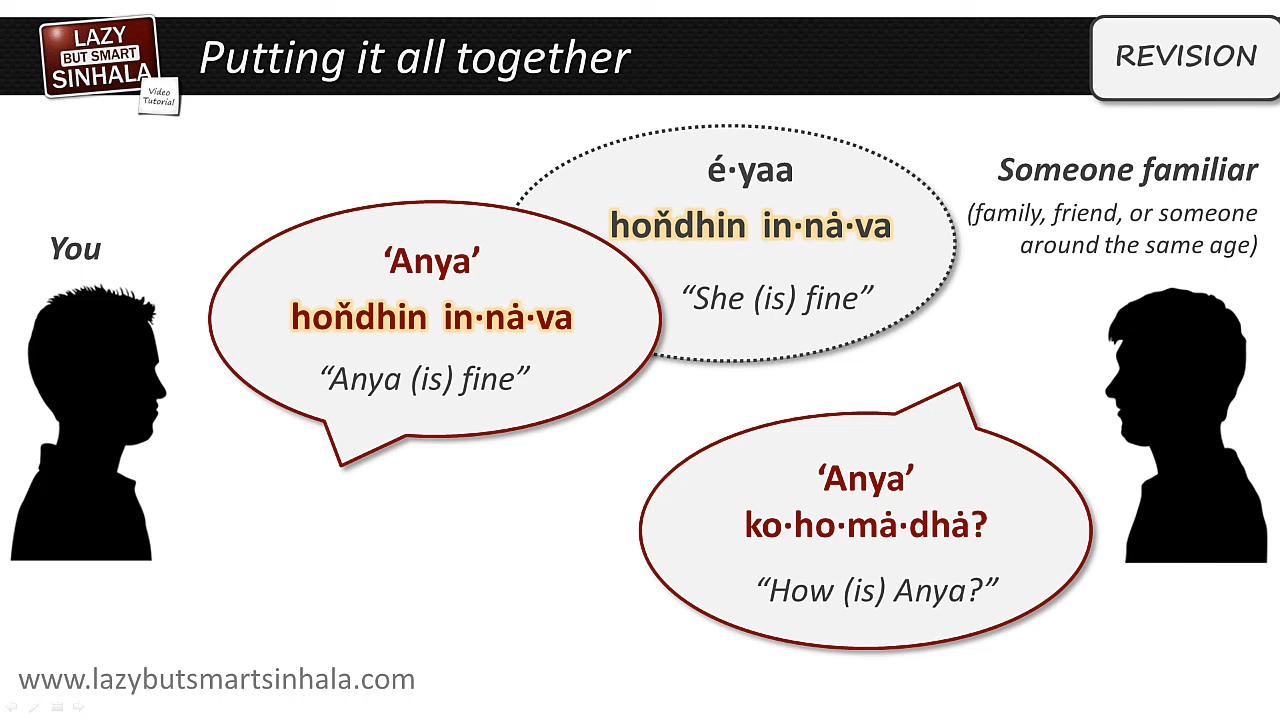 LAZY
BUT SMART
SINHALA
Video
Tutorial
Putting it all together
REVISION
é·yaa
hoňdhin in·nȧ·va
“She (is) fine”
Someone familiar
(family, friend, or someone
around the same age)
You
‘Anya’
hoňdhin in·nȧ·va
“Anya (is) fine”
‘Anya’
ko·ho·mȧ·dhȧ?
“How (is) Anya?”
www.lazybutsmartsinhala.com